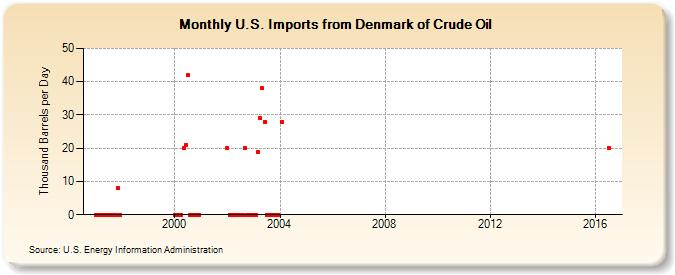 Monthly U.S. Imports from Denmark of Crude Oil
Thousand Barrels per Day
50
40
30
20
10
0
2000 2004 2008 2012 2016
Source: U.S. Energy Information Administration